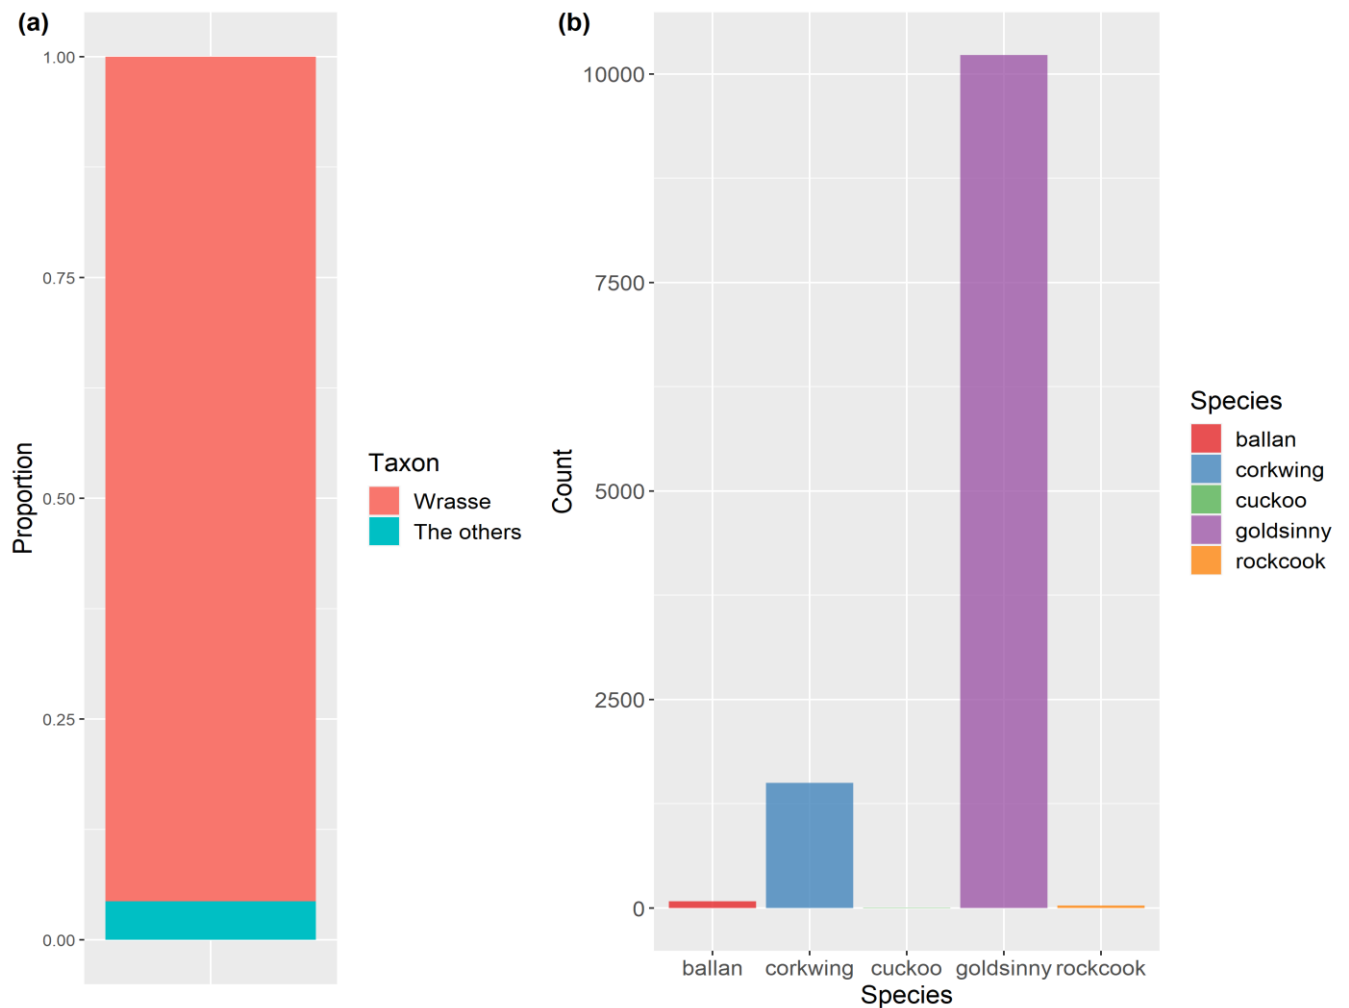 (a)
1.00
0.75
0.50
0.25
0.00
Proportion
Taxon
Wrasse
The others
(b)
10000
7500
5000
2500
0
Count
ballan corkwing cuckoo goldsinny rockcook
Species
Species
ballan
corkwing
cuckoo
goldsinny
rockcook